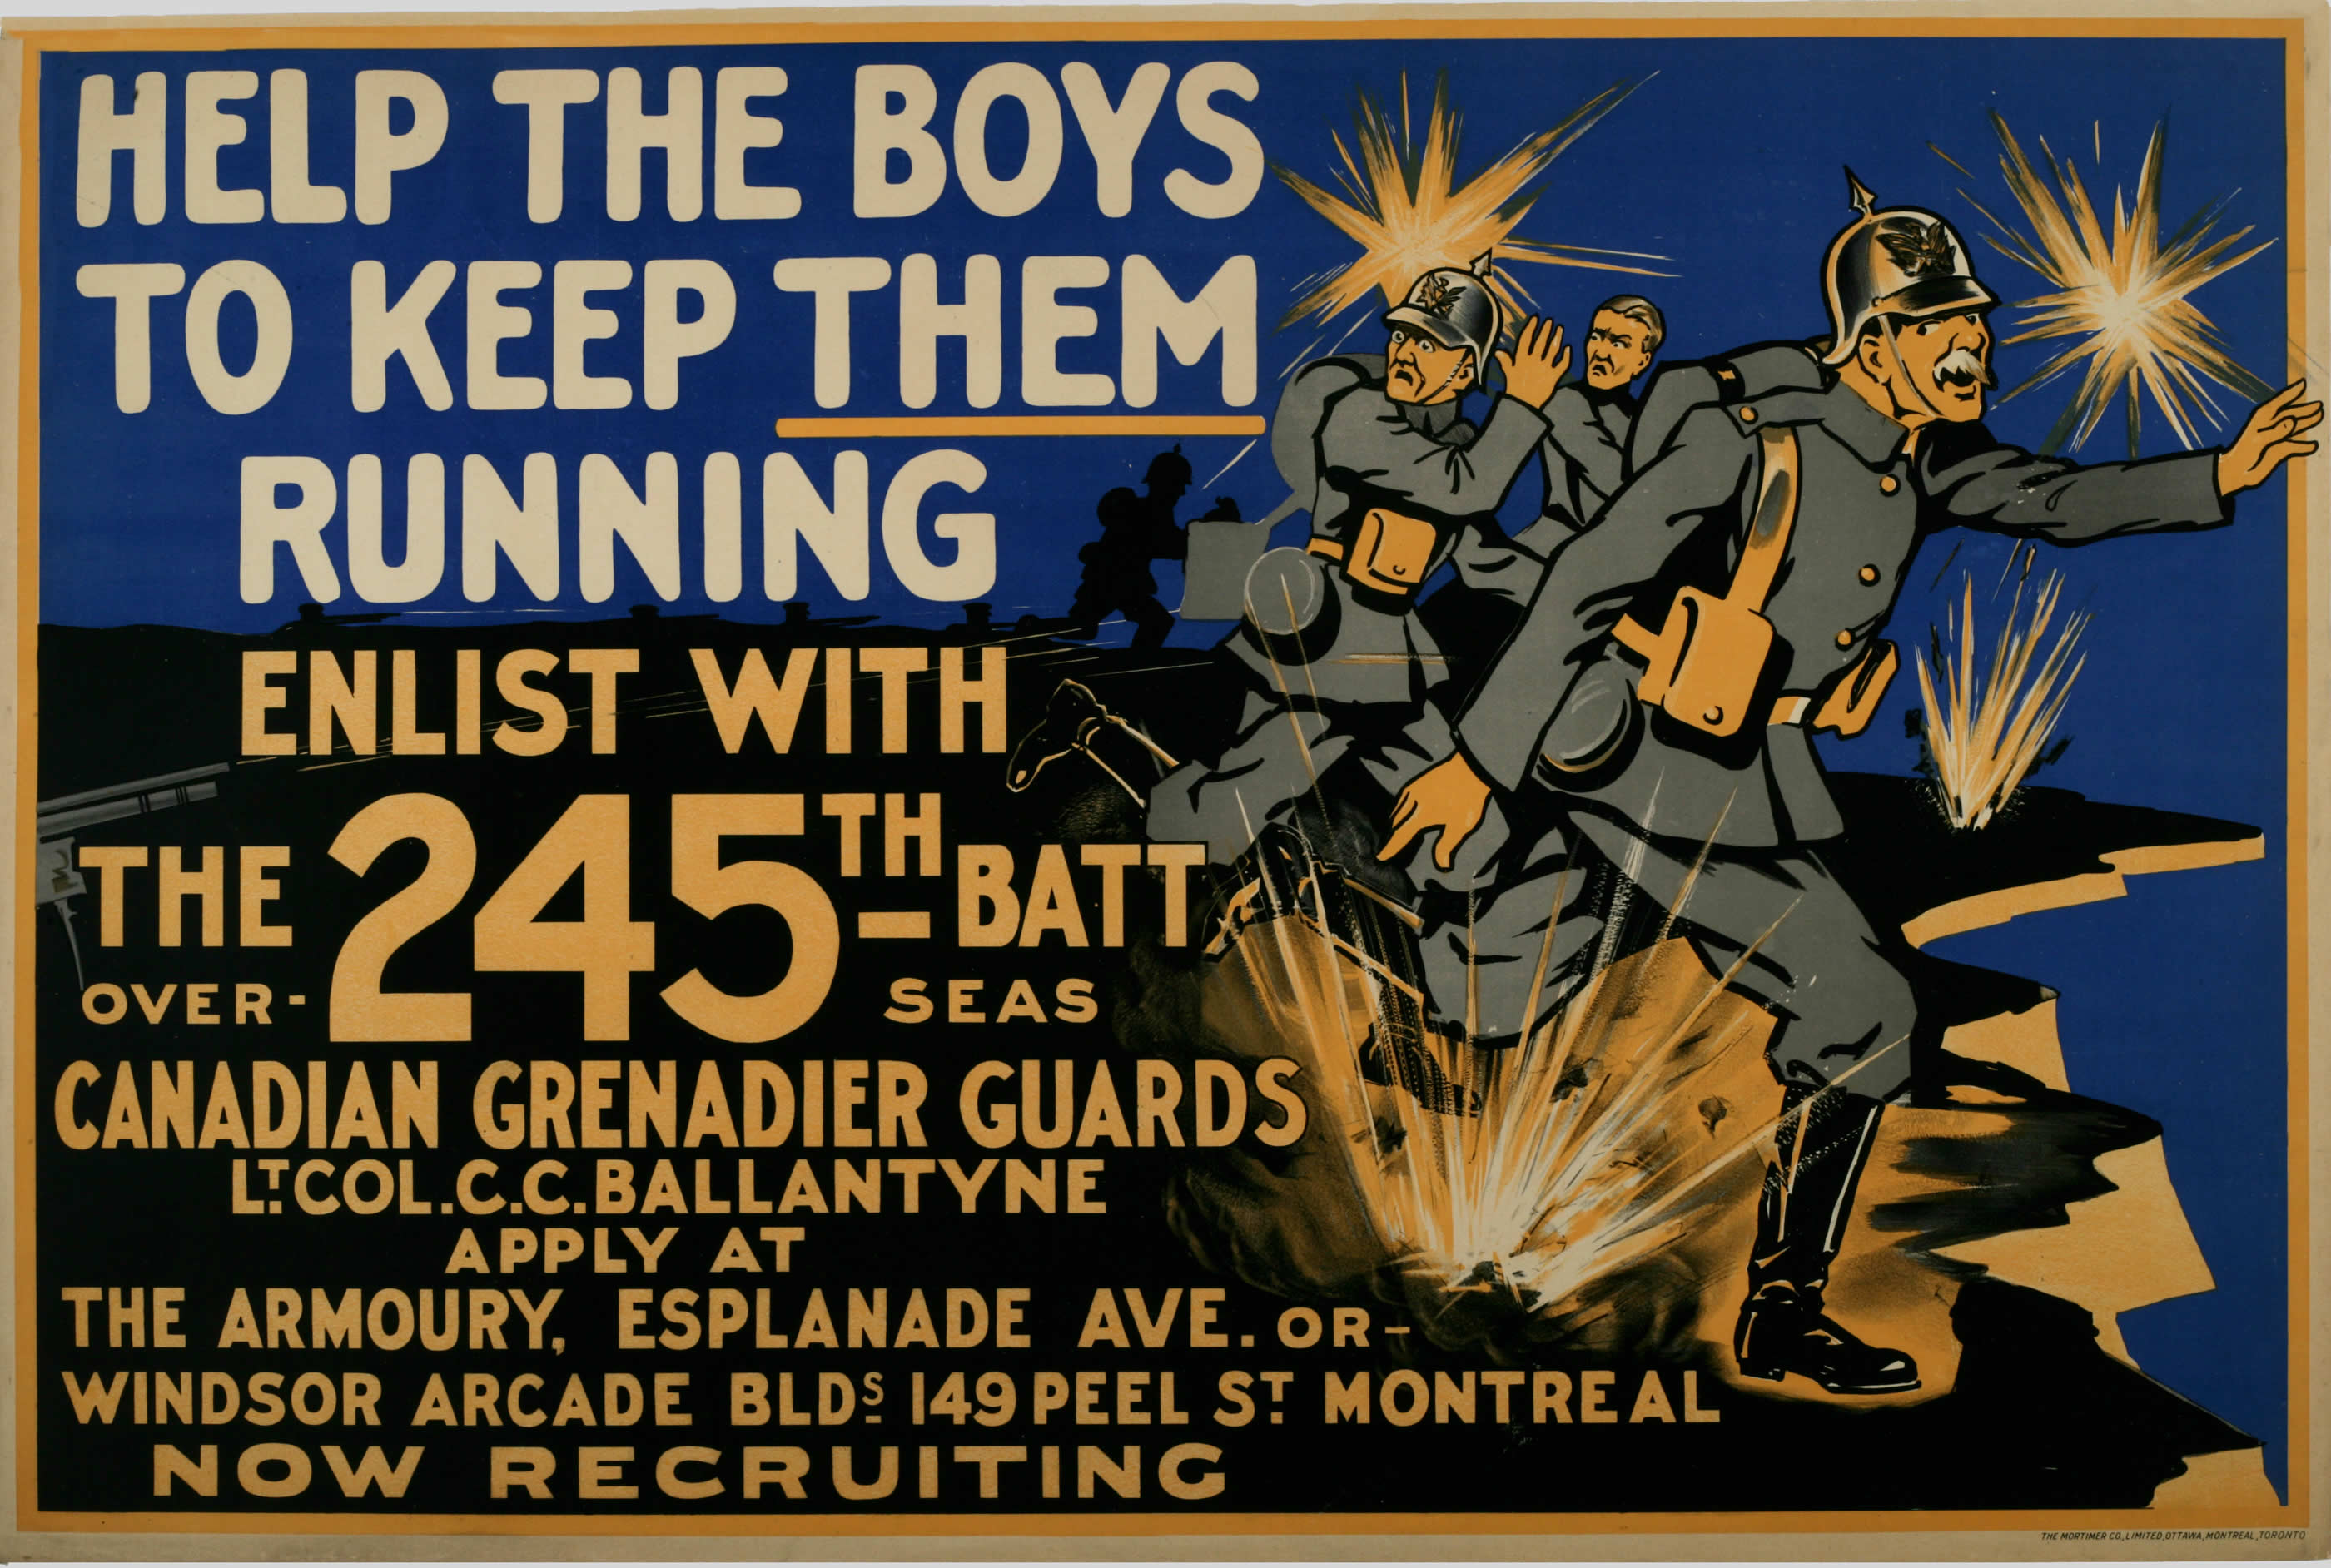 HELP THE BOYS
TO KEEP THEM
RUNNING
ENLIST WITH
THE 245TH BATT
OVER- SEAS
CANADIAN GRENADIER GUARDS
LT. COL. C.C. BALLANTYNE
APPLY AT
THE ARMOURY, ESPLANADE AVE. OR-
WINDSOR ARCADE BLDS 149 PEEL ST MONTREAL
NOW RECRUITING
THE MORTIMER CO., LIMITED, OTTAWA, MONTREAL, TORONTO